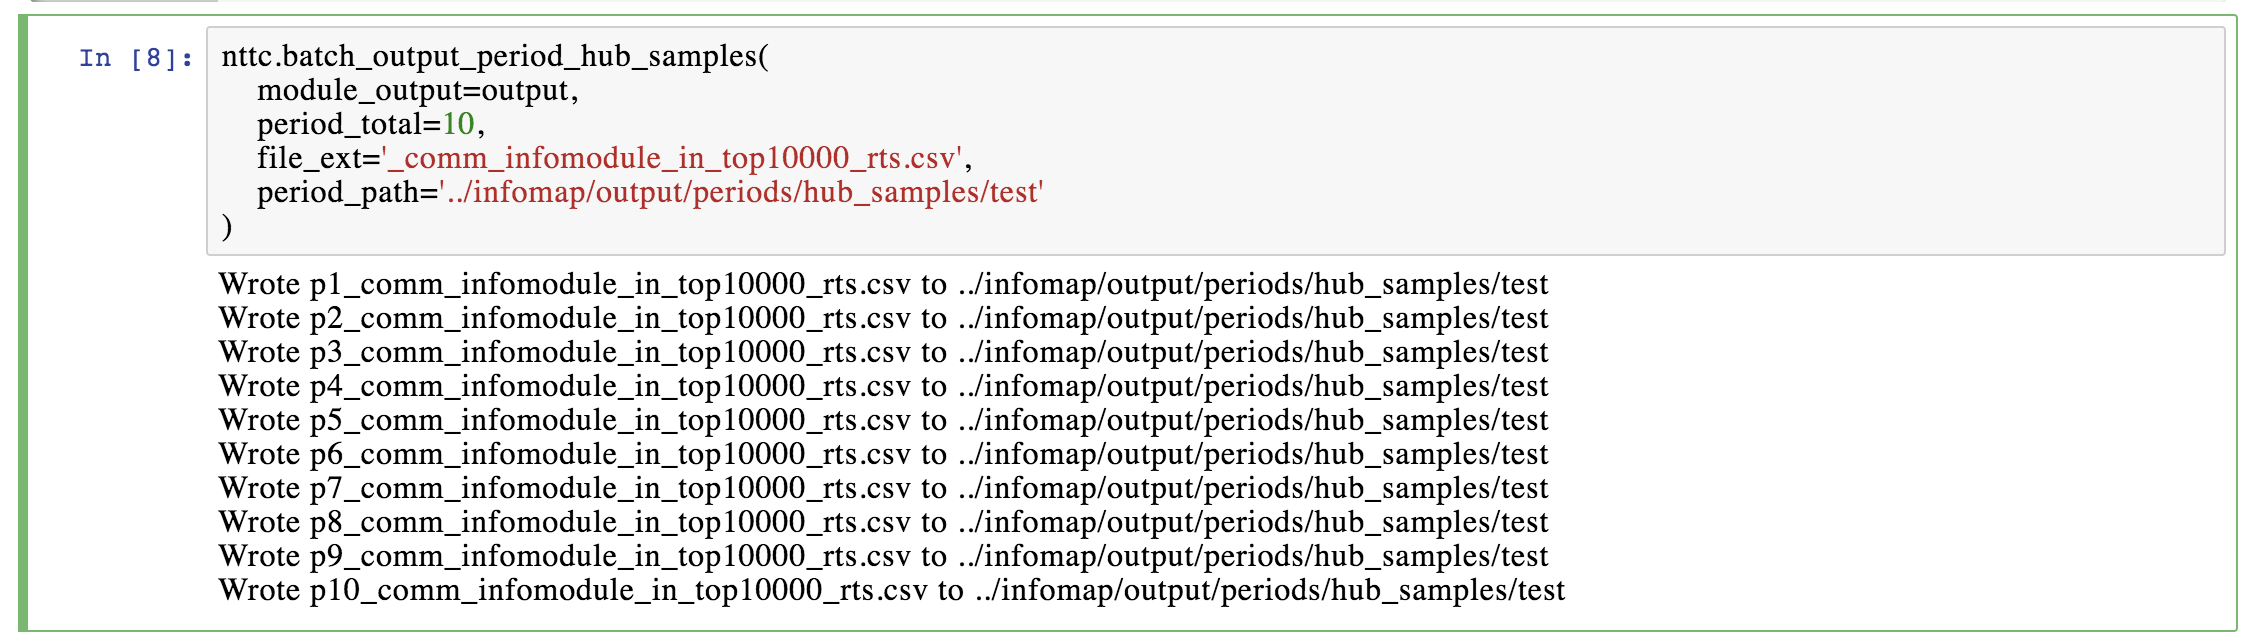 In [8]: nttc.batch_output_period_hub_samples(
    module_output=output,
    period_total=10,
    file_ext='_comm_infomodule_in_top10000_rts.csv',
    period_path='../infomap/output/periods/hub_samples/test'
)
Wrote p1_comm_infomodule_in_top10000_rts.csv to ../infomap/output/periods/hub_samples/test
Wrote p2_comm_infomodule_in_top10000_rts.csv to ../infomap/output/periods/hub_samples/test
Wrote p3_comm_infomodule_in_top10000_rts.csv to ../infomap/output/periods/hub_samples/test
Wrote p4_comm_infomodule_in_top10000_rts.csv to ../infomap/output/periods/hub_samples/test
Wrote p5_comm_infomodule_in_top10000_rts.csv to ../infomap/output/periods/hub_samples/test
Wrote p6_comm_infomodule_in_top10000_rts.csv to ../infomap/output/periods/hub_samples/test
Wrote p7_comm_infomodule_in_top10000_rts.csv to ../infomap/output/periods/hub_samples/test
Wrote p8_comm_infomodule_in_top10000_rts.csv to ../infomap/output/periods/hub_samples/test
Wrote p9_comm_infomodule_in_top10000_rts.csv to ../infomap/output/periods/hub_samples/test
Wrote p10_comm_infomodule_in_top10000_rts.csv to ../infomap/output/periods/hub_samples/test